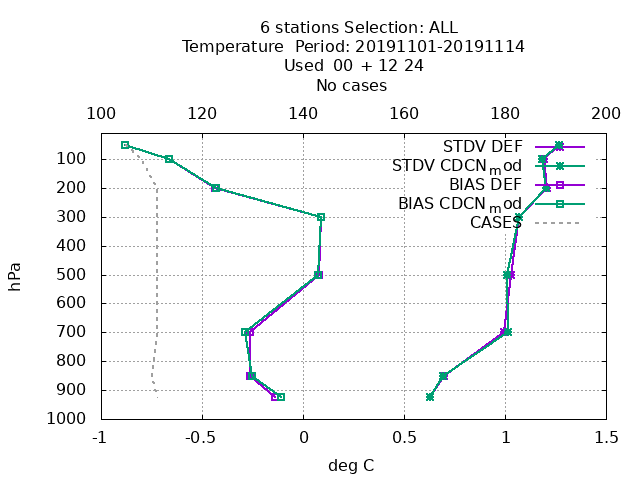 6 stations Selection: ALL
Temperature  Period: 20191101-20191114
Used  00 + 12 24
No cases
100 120 140 160 180 200
STDV DEF
STDV CDCNmod
BIAS DEF
BIAS CDCNmod
CASES
100
200
300
400
500
600
700
800
900
1000
hPa
-1 -0.5 0 0.5 1 1.5
deg C